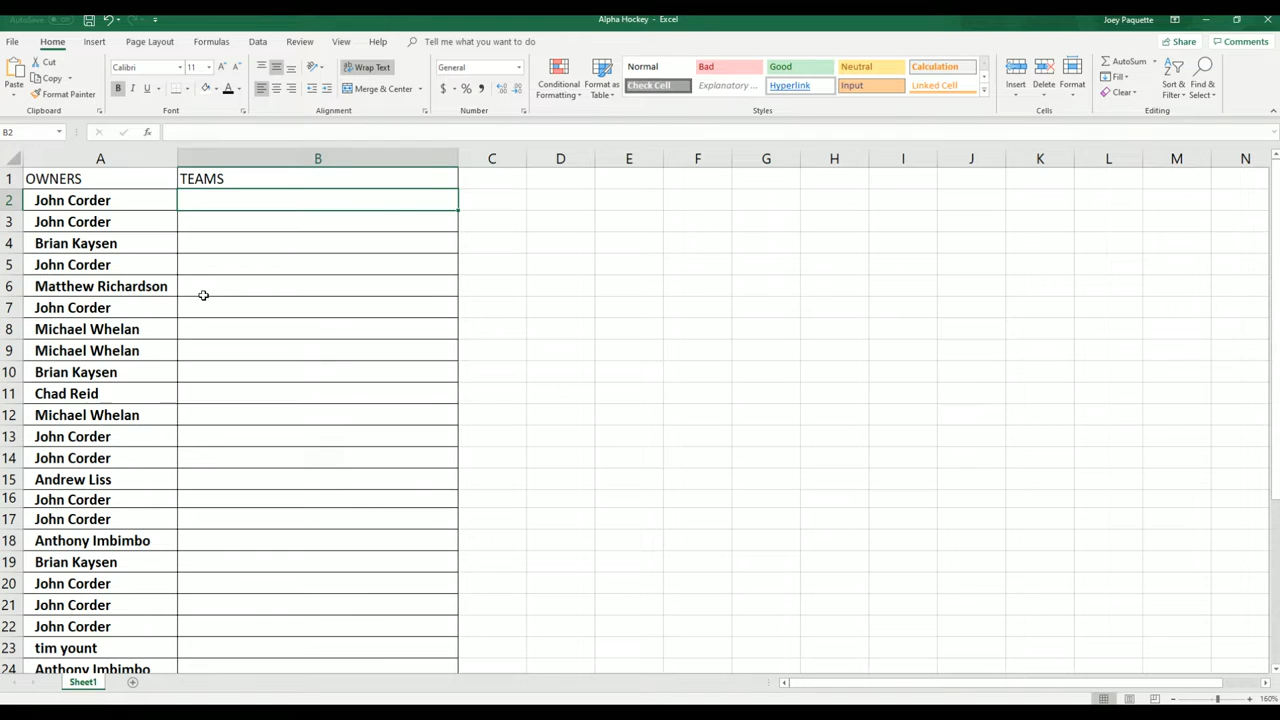 AutoSave Off
Alpha Hockey - Excel
Joey Paquette
File Home Insert Page Layout Formulas Data Review View Help Tell me what you want to do
Share Comments
Paste
Cut
Copy
Format Painter
Clipboard
Calibri 11
B I U
Font
Wrap Text
Merge & Center
Alignment
General
$ % ,
Number
Conditional Formatting
Format as Table
Normal Bad Good Neutral Calculation
Check Cell Explanatory ... Hyperlink Input Linked Cell
Styles
Insert Delete Format
Cells
AutoSum
Fill
Clear
Sort & Filter
Find & Select
Editing
B2 fx
A B C D E F G H I J K L M N
1 OWNERS TEAMS
2 John Corder
3 John Corder
4 Brian Kaysen
5 John Corder
6 Matthew Richardson
7 John Corder
8 Michael Whelan
9 Michael Whelan
10 Brian Kaysen
11 Chad Reid
12 Michael Whelan
13 John Corder
14 John Corder
15 Andrew Liss
16 John Corder
17 John Corder
18 Anthony Imbimbo
19 Brian Kaysen
20 John Corder
21 John Corder
22 John Corder
23 tim yount
24 Anthony Imbimbo
Sheet1
160%